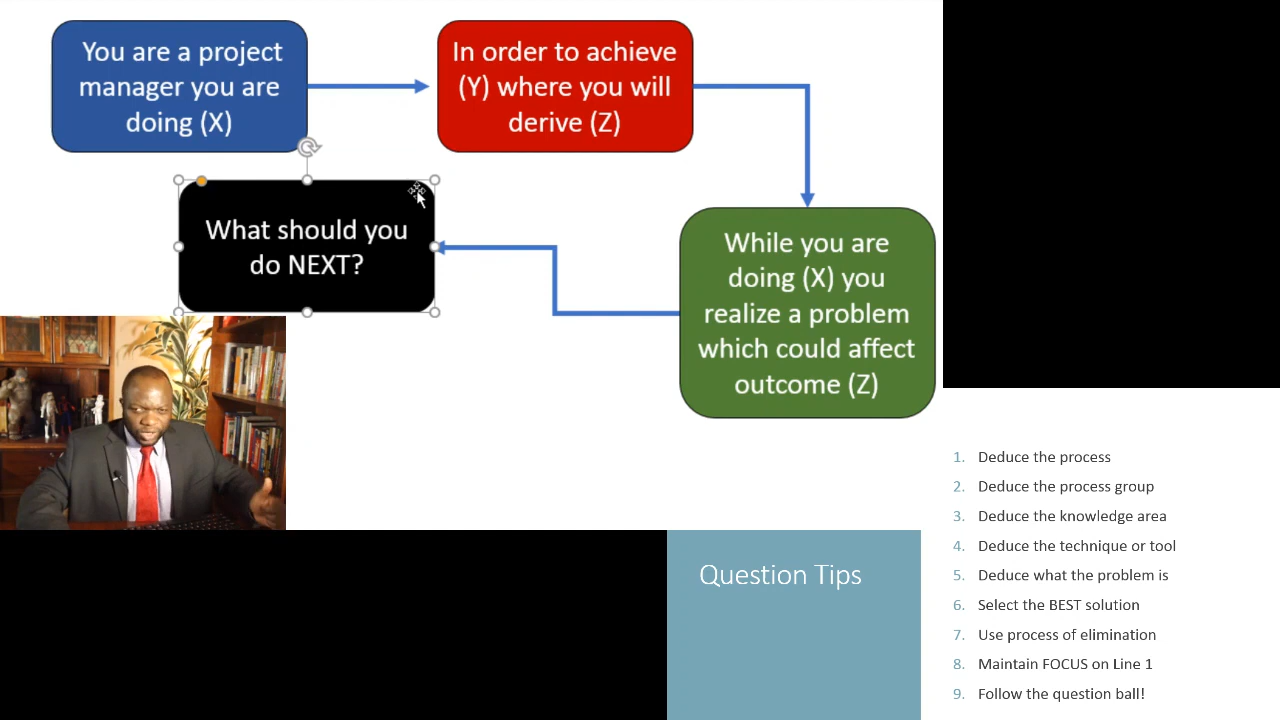 You are a project
manager you are
doing (X)
In order to achieve
(Y) where you will
derive (Z)
While you are
doing (X) you
realize a problem
which could affect
outcome (Z)
What should you
do NEXT?
Question Tips
1. Deduce the process
2. Deduce the process group
3. Deduce the knowledge area
4. Deduce the technique or tool
5. Deduce what the problem is
6. Select the BEST solution
7. Use process of elimination
8. Maintain FOCUS on Line 1
9. Follow the question ball!